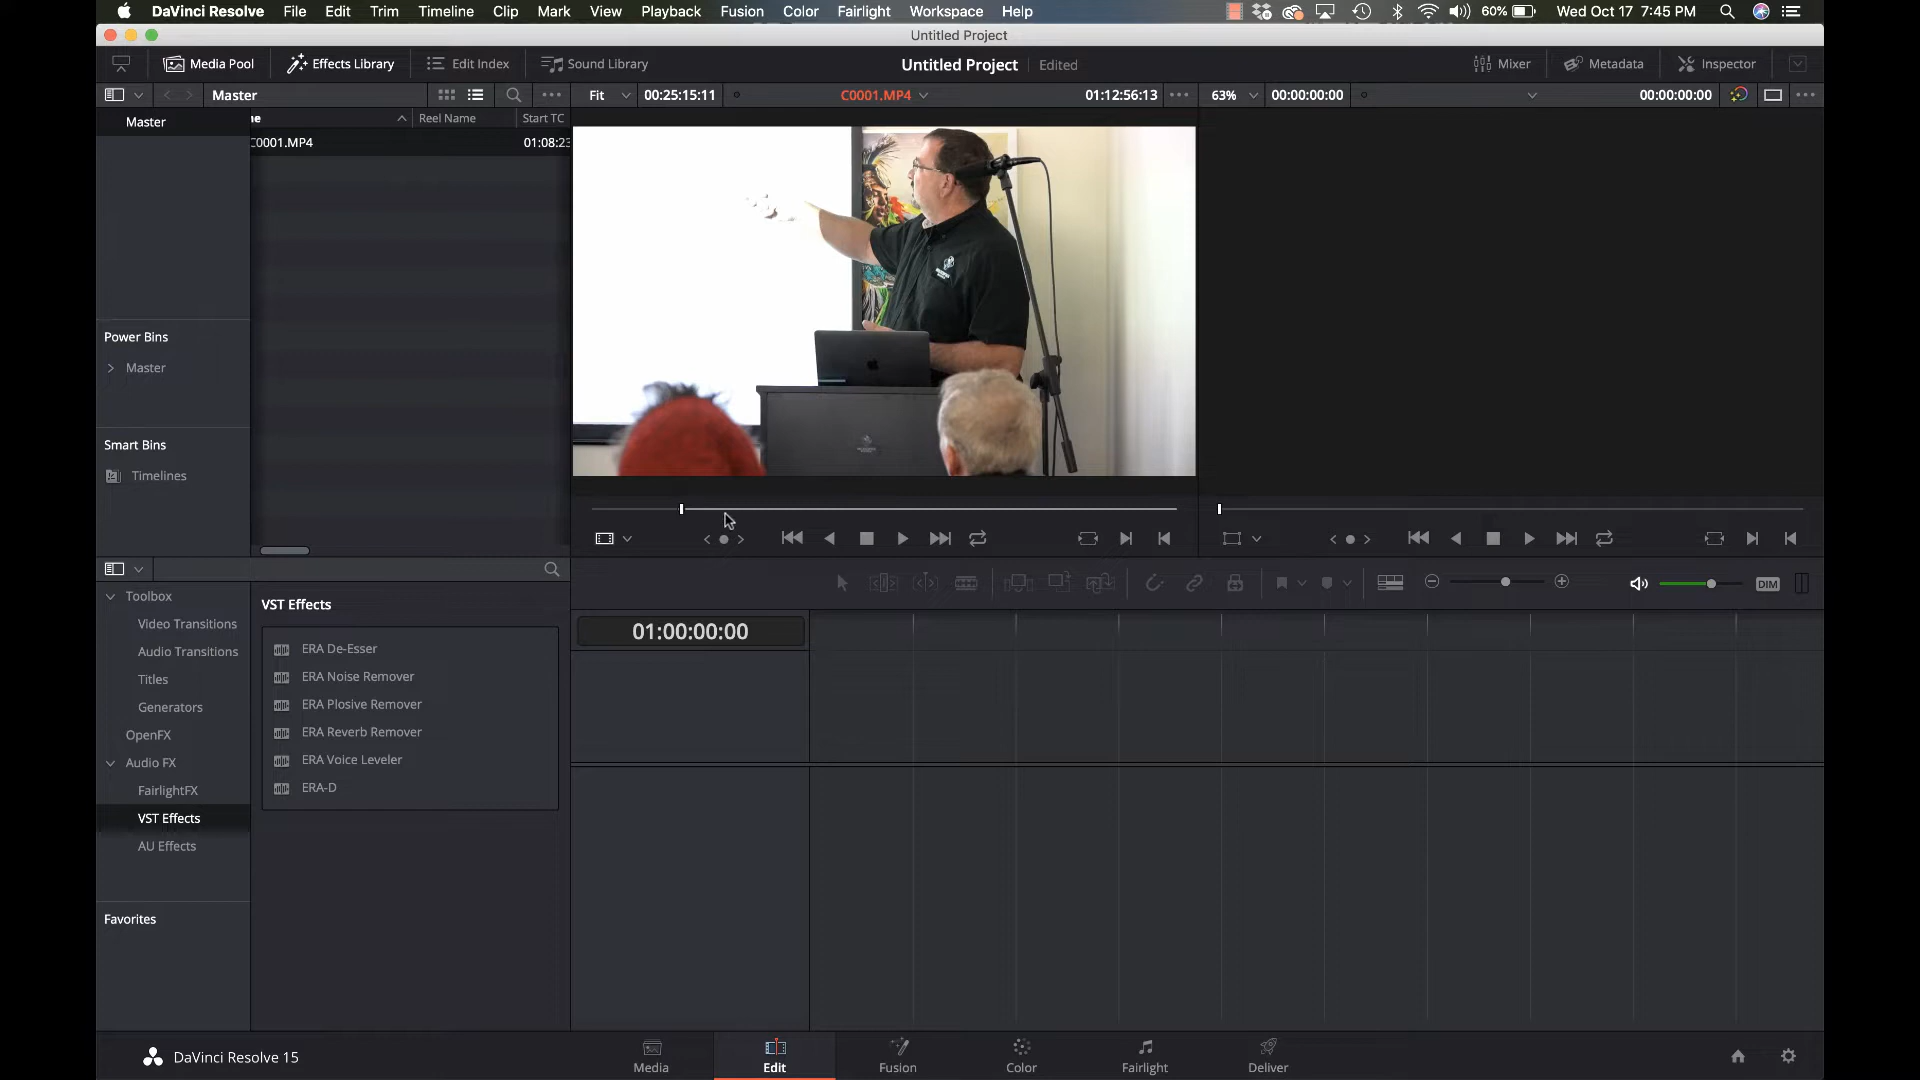 DaVinci Resolve File Edit Trim Timeline Clip Mark View Playback Fusion Color Fairlight Workspace Help 60% Wed Oct 17 7:45 PM
Untitled Project
Media Pool Effects Library Edit Index Sound Library Untitled Project Edited Mixer Metadata Inspector
Master Fit 00:25:15:11 C0001.MP4 01:12:56:13 63% 00:00:00:00 00:00:00:00
Master
Reel Name Start TC
C0001.MP4 01:08:23
Power Bins
Master
Smart Bins
Timelines
Toolbox
Video Transitions
Audio Transitions
Titles
Generators
OpenFX
Audio FX
FairlightFX
VST Effects
AU Effects
Favorites
VST Effects
ERA De-Esser
ERA Noise Remover
ERA Plosive Remover
ERA Reverb Remover
ERA Voice Leveler
ERA-D
DIM
01:00:00:00
DaVinci Resolve 15
Media Edit Fusion Color Fairlight Deliver